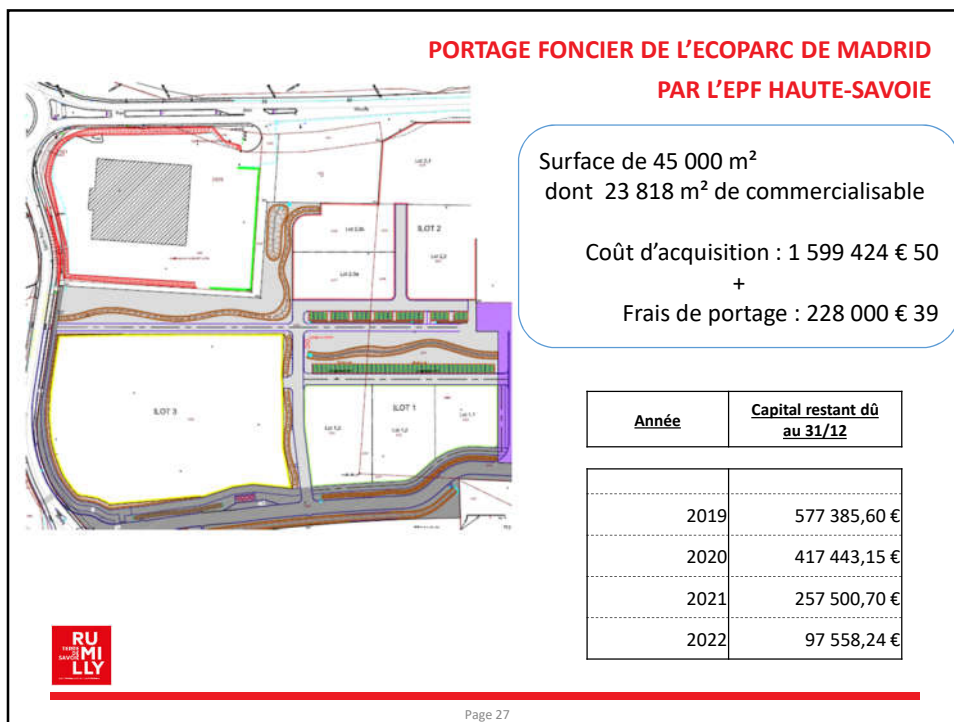 PORTAGE FONCIER DE L'ECOPARC DE MADRID
PAR L'EPF HAUTE-SAVOIE
Surface de 45 000 m²
dont 23 818 m² de commercialisable
Coût d'acquisition : 1 599 424 € 50
+
Frais de portage : 228 000 € 39
ILOT 2
ILOT 3
ILOT 1
Année Capital restant dû
au 31/12
2019 577 385,60 €
2020 417 443,15 €
2021 257 500,70 €
2022 97 558,24 €
RU
TERRE DE SAVOIE MI
LLY
Page 27